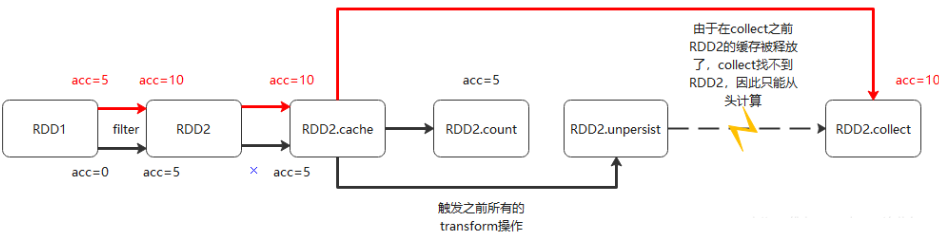 由于在collect之前
RDD2的缓存被释放
了，collect找不到
RDD2，因此只能从
头计算
acc=5
acc=10
acc=10
acc=5
acc=10
RDD1
filter
RDD2
RDD2.cache
RDD2.count
RDD2.unpersist
RDD2.collect
acc=0
acc=5
×
acc=5
触发之前所有的
transform操作